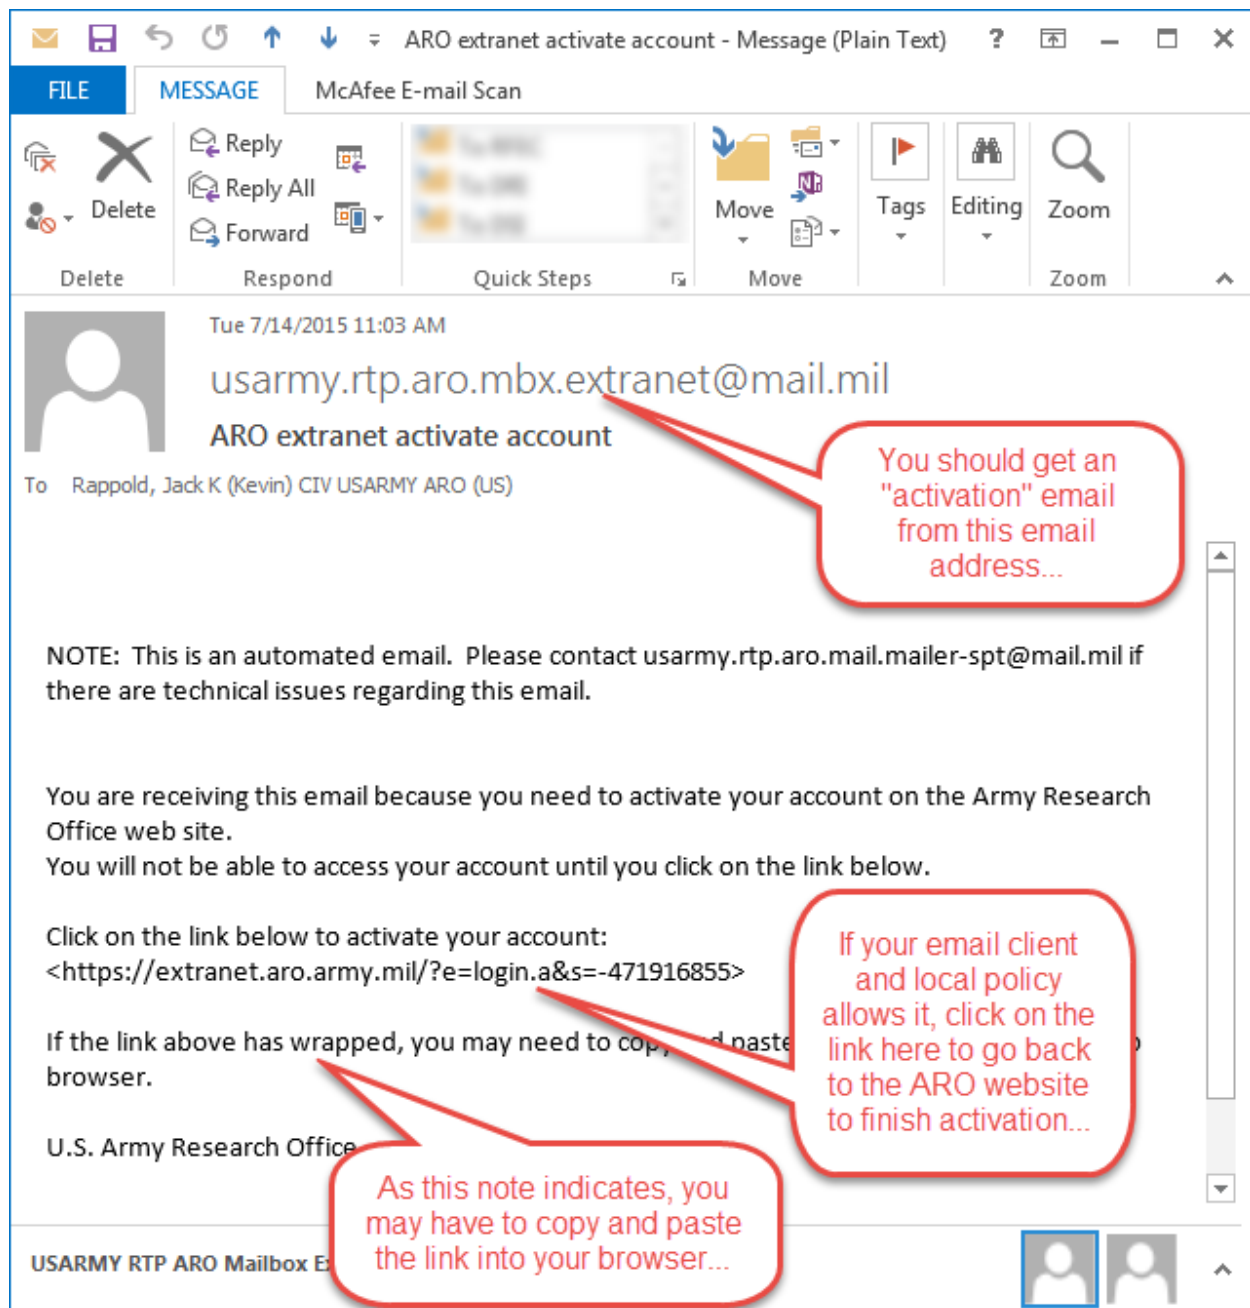 ARO extranet activate account - Message (Plain Text) ?
FILE MESSAGE McAfee E-mail Scan
Delete
Reply
Reply All
Forward
Move
Tags
Editing
Zoom
Delete Respond Quick Steps Move Zoom
Tue 7/14/2015 11:03 AM
usarmy.rtp.aro.mbx.extranet@mail.mil
ARO extranet activate account
To Rappold, Jack K (Kevin) CIV USARMY ARO (US)
You should get an
"activation" email
from this email
address...
NOTE: This is an automated email. Please contact usarmy.rtp.aro.mail.mailer-spt@mail.mil if
there are technical issues regarding this email.
You are receiving this email because you need to activate your account on the Army Research
Office web site.
You will not be able to access your account until you click on the link below.
Click on the link below to activate your account:
<https://extranet.aro.army.mil/?e=login.a&s=-471916855>
If your email client
and local policy
allows it, click on the
link here to go back
to the ARO website
to finish activation...
If the link above has wrapped, you may need to copy and paste
browser.
U.S. Army Research Office
As this note indicates, you
may have to copy and paste
the link into your browser...
USARMY RTP ARO Mailbox